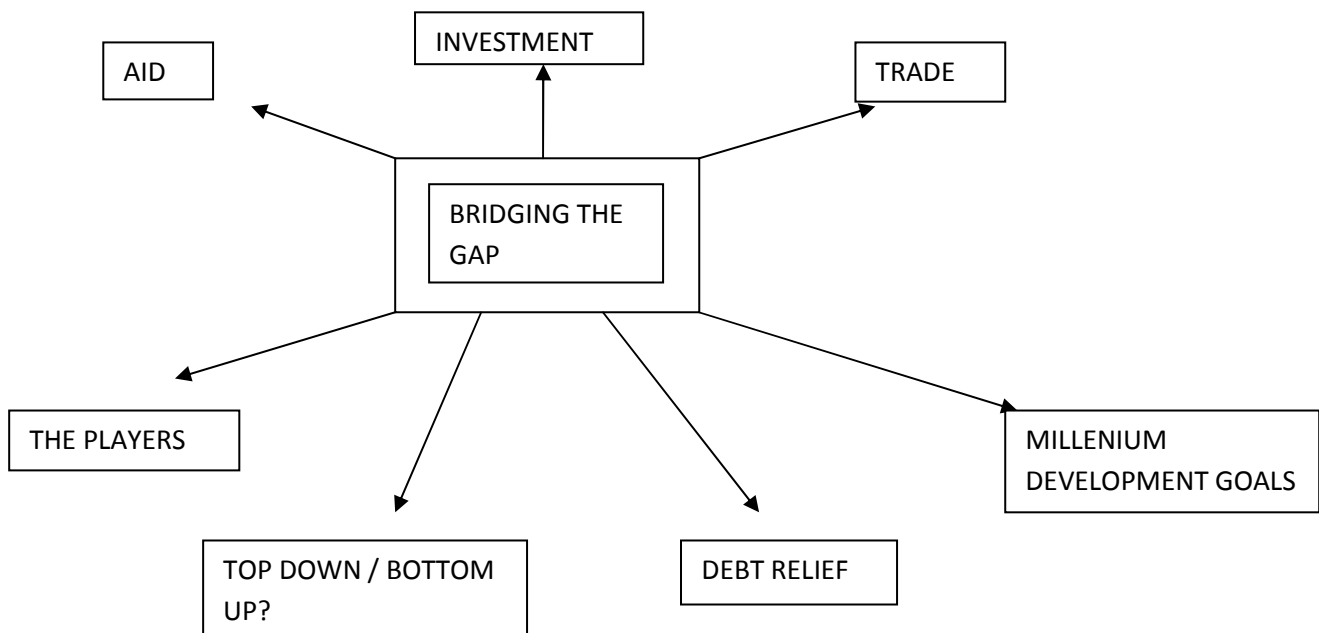 INVESTMENT
AID
TRADE
BRIDGING THE
GAP
THE PLAYERS
MILLENIUM
DEVELOPMENT GOALS
TOP DOWN / BOTTOM
UP?
DEBT RELIEF